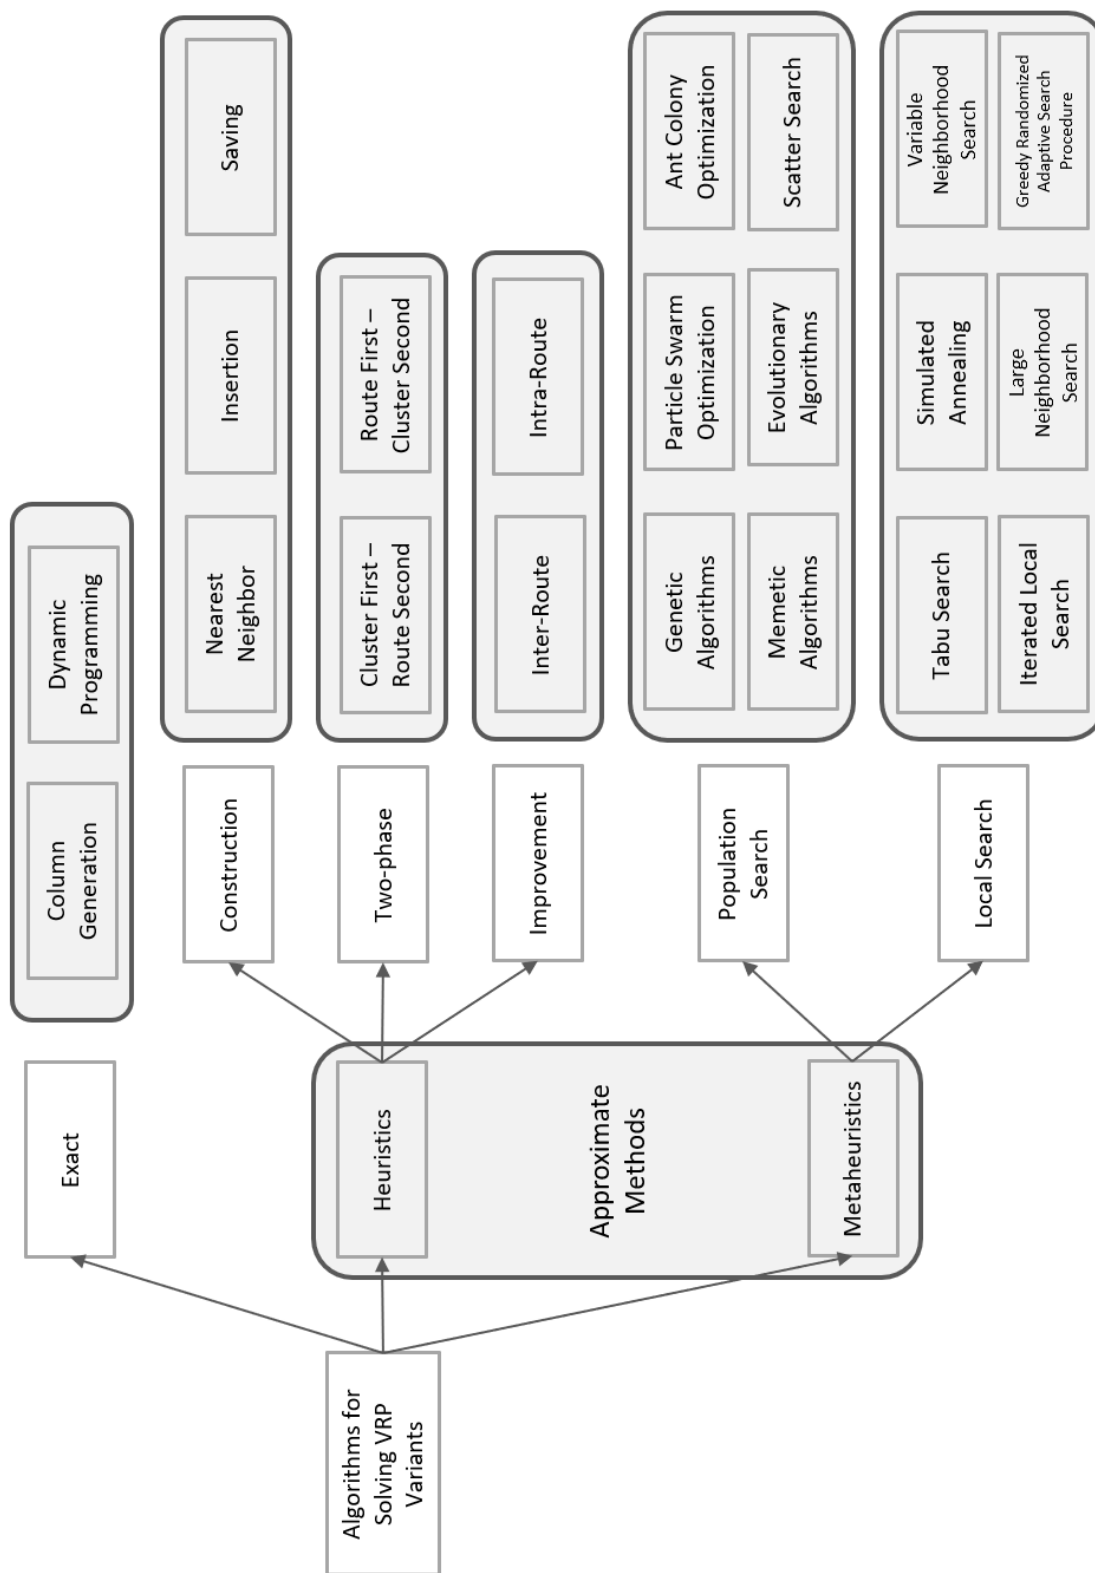 Algorithms for
Solving VRP
Variants
Exact
Column
Generation
Dynamic
Programming
Approximate
Methods
Heuristics
Construction
Nearest
Neighbor
Insertion
Saving
Two-phase
Cluster First –
Route Second
Route First –
Cluster Second
Improvement
Inter-Route
Intra-Route
Metaheuristics
Population
Search
Genetic
Algorithms
Particle Swarm
Optimization
Ant Colony
Optimization
Memetic
Algorithms
Evolutionary
Algorithms
Scatter Search
Local Search
Tabu Search
Simulated
Annealing
Variable
Neighborhood
Search
Iterated Local
Search
Large
Neighborhood
Search
Greedy Randomized
Adaptive Search
Procedure